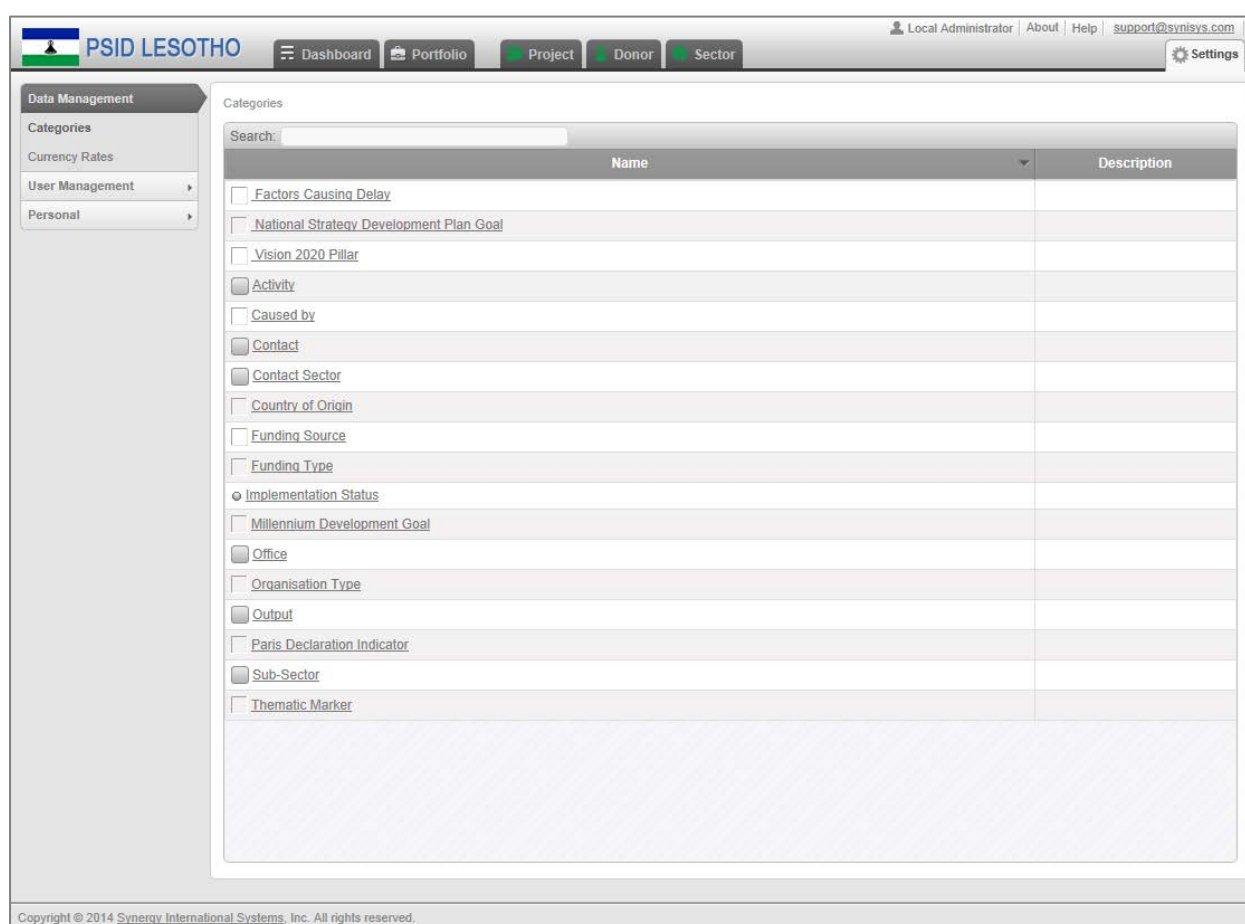 Local Administrator About Help support@synisys.com
PSID LESOTHO Dashboard Portfolio Project Donor Sector Settings
Data Management
Categories
Currency Rates
User Management
Personal
Categories
Search:
Name Description
Factors Causing Delay
National Strategy Development Plan Goal
Vision 2020 Pillar
Activity
Caused by
Contact
Contact Sector
Country of Origin
Funding Source
Funding Type
Implementation Status
Millennium Development Goal
Office
Organisation Type
Output
Paris Declaration Indicator
Sub-Sector
Thematic Marker
Copyright © 2014 Synergy International Systems, Inc. All rights reserved.